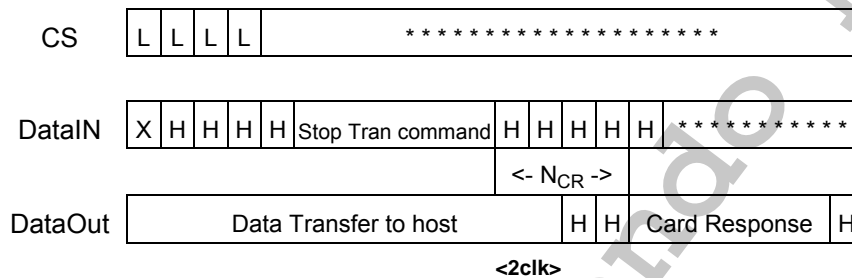 CS L L L L * * * * * * * * * * * * * * * * * * * *
DataIN X H H H H Stop Tran command H H H H H * * * * * * * * * * *
<- NCR ->
DataOut Data Transfer to host H H Card Response H
<2clk>